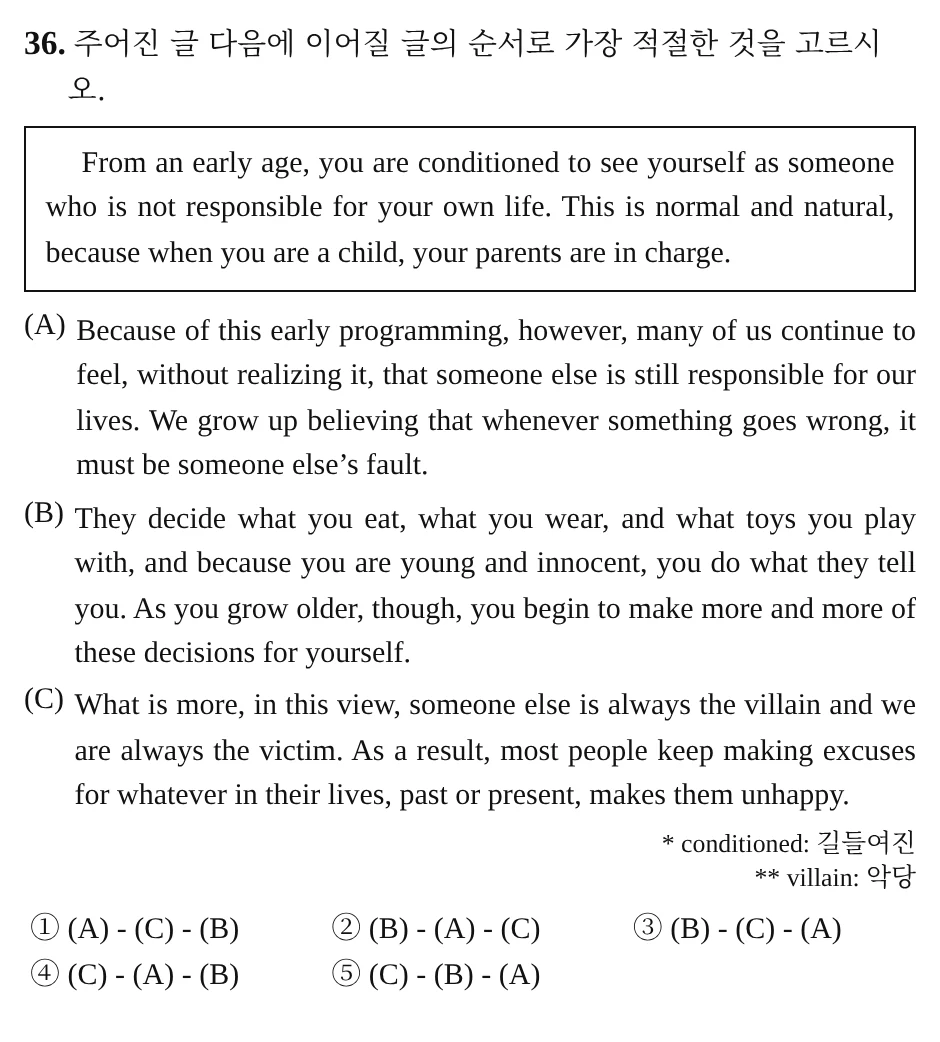 36. 주어진 글 다음에 이어질 글의 순서로 가장 적절한 것을 고르시
오.
From an early age, you are conditioned to see yourself as someone
who is not responsible for your own life. This is normal and natural,
because when you are a child, your parents are in charge.
(A) Because of this early programming, however, many of us continue to
feel, without realizing it, that someone else is still responsible for our
lives. We grow up believing that whenever something goes wrong, it
must be someone else’s fault.
(B) They decide what you eat, what you wear, and what toys you play
with, and because you are young and innocent, you do what they tell
you. As you grow older, though, you begin to make more and more of
these decisions for yourself.
(C) What is more, in this view, someone else is always the villain and we
are always the victim. As a result, most people keep making excuses
for whatever in their lives, past or present, makes them unhappy.
* conditioned: 길들여진
** villain: 악당
① (A) - (C) - (B) ② (B) - (A) - (C) ③ (B) - (C) - (A)
④ (C) - (A) - (B) ⑤ (C) - (B) - (A)